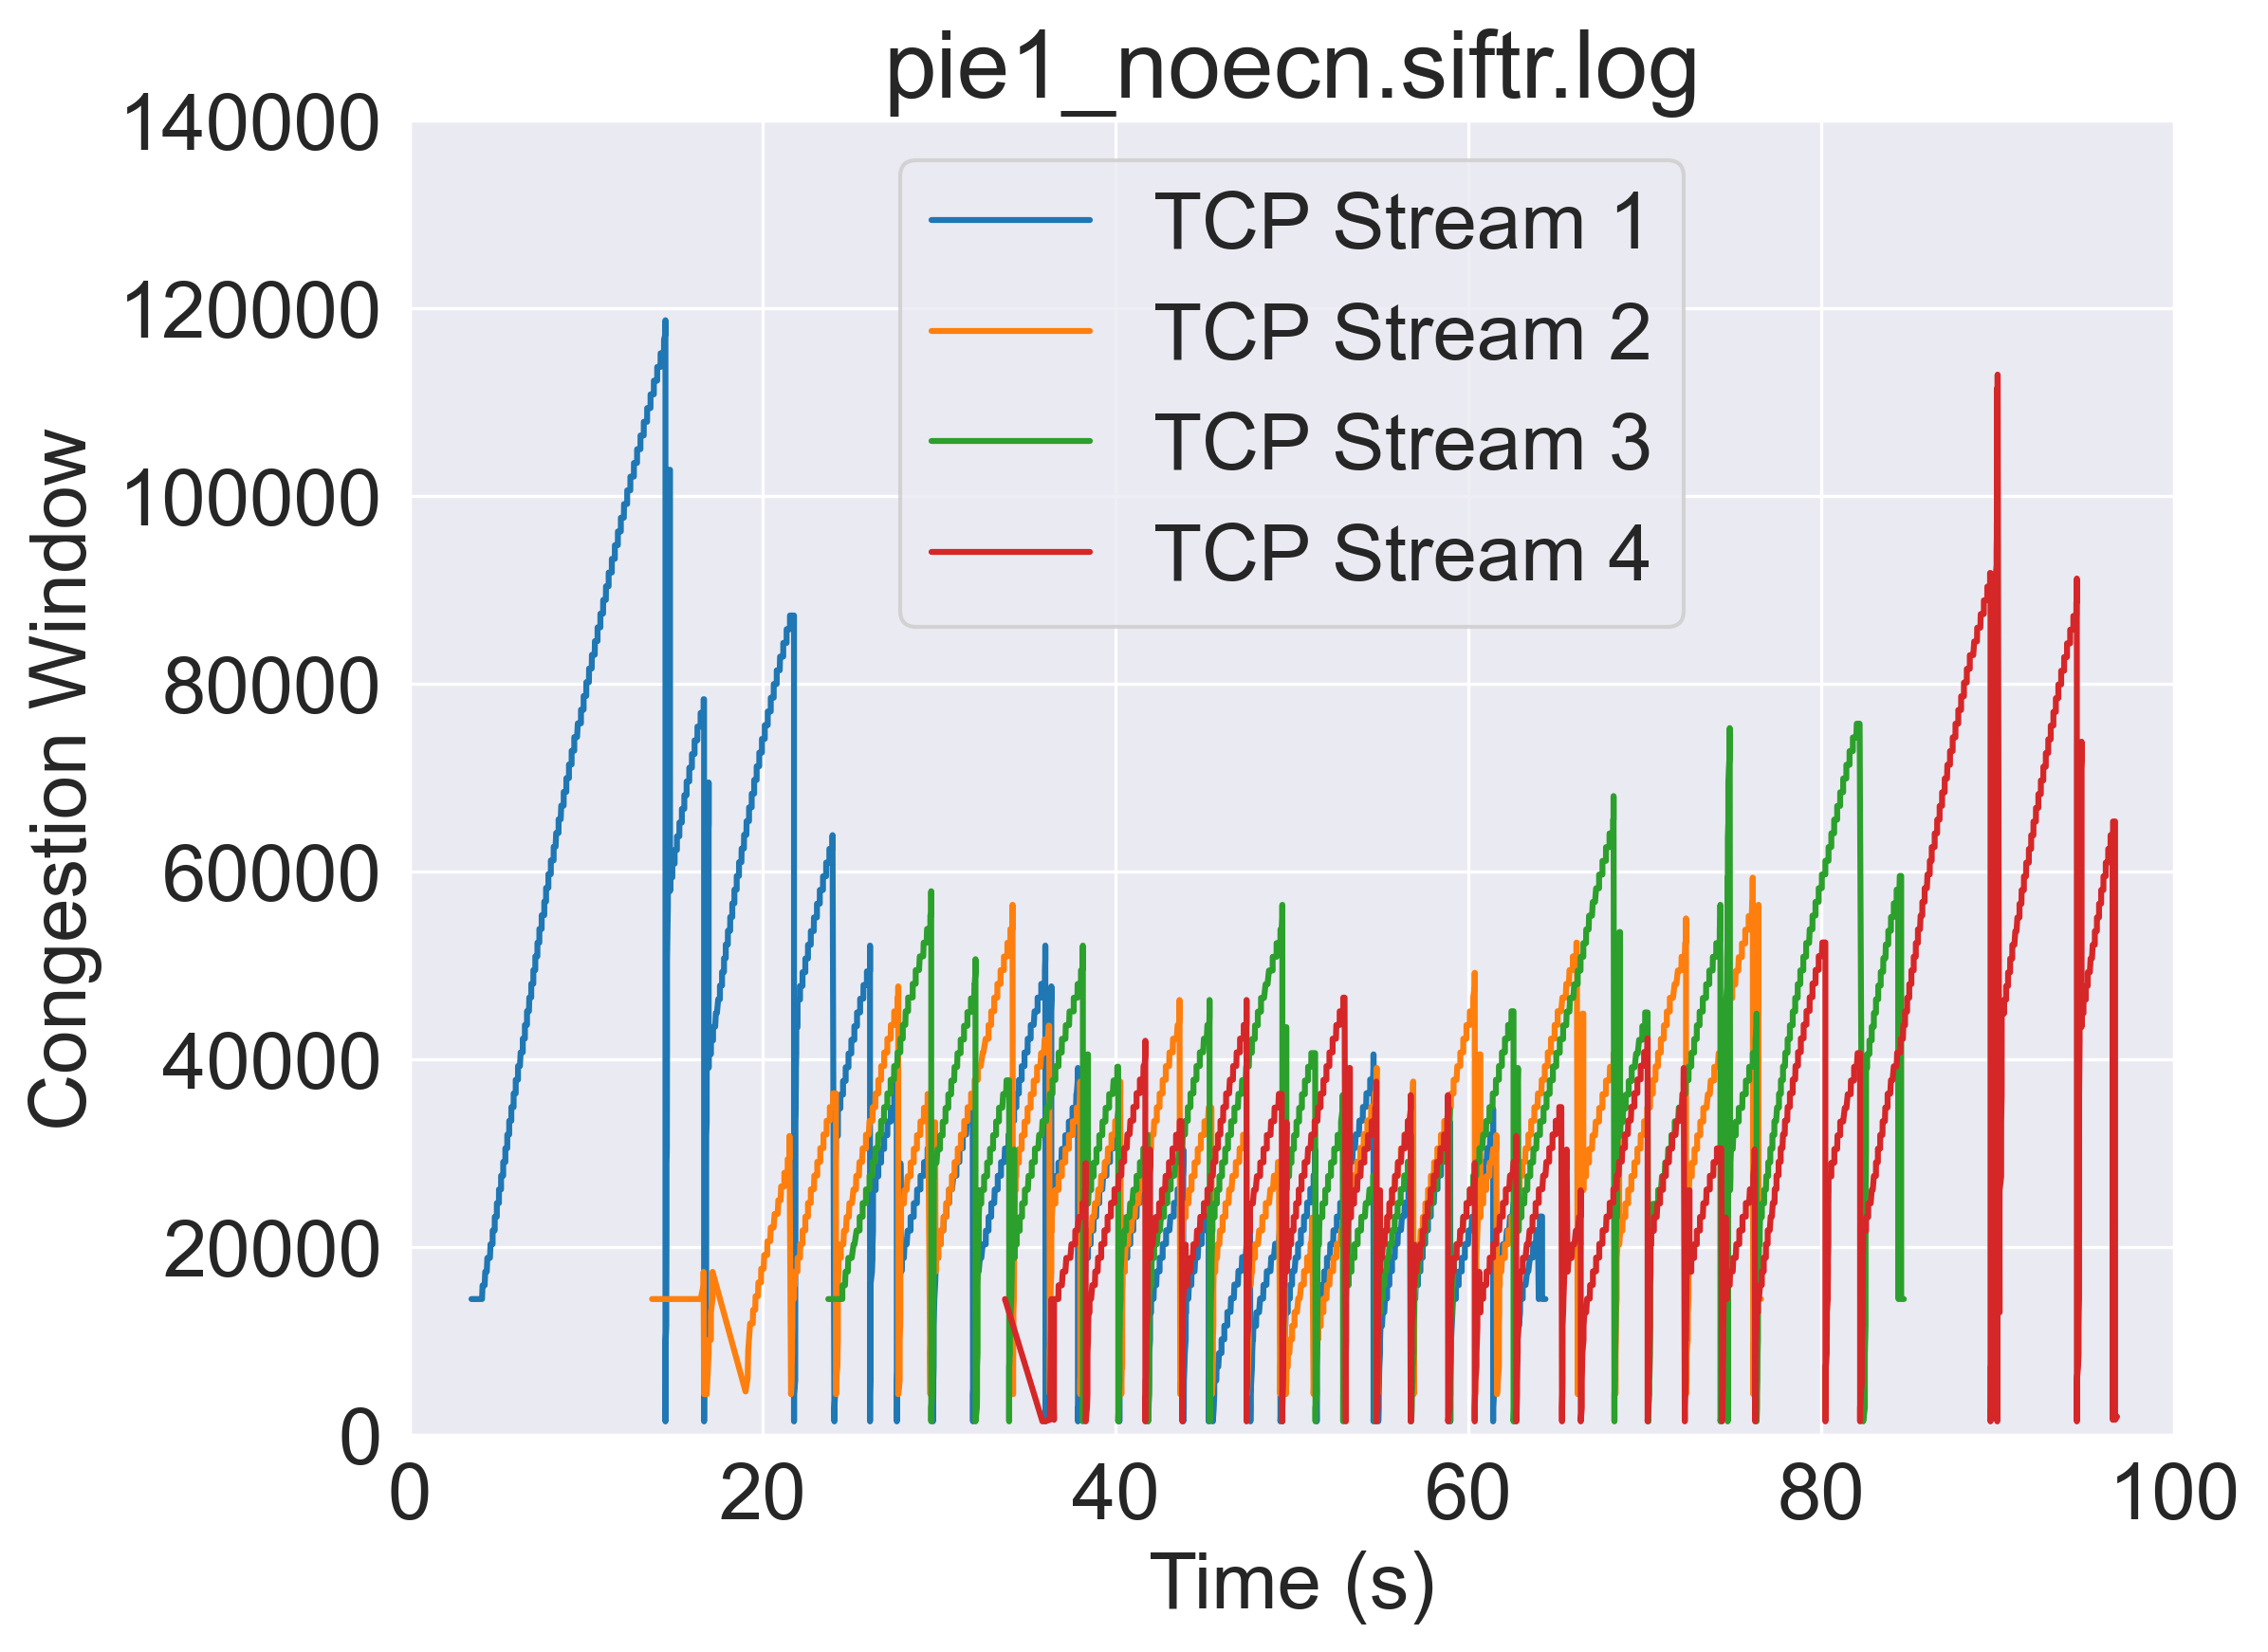 pie1_noecn.siftr.log
140000
120000
100000
80000
60000
40000
20000
0
Congestion Window
TCP Stream 1
TCP Stream 2
TCP Stream 3
TCP Stream 4
0 20 40 60 80 100
Time (s)